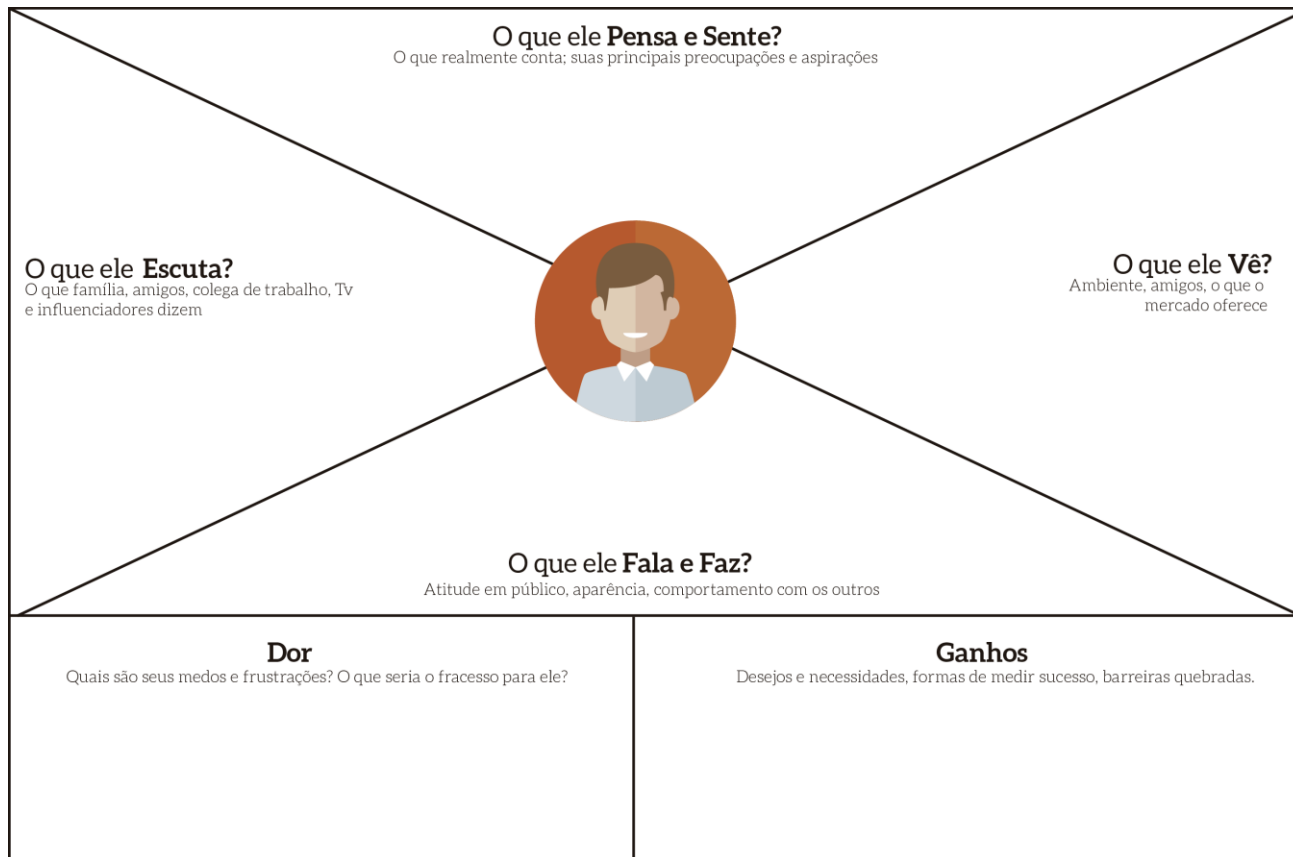 O que ele Pensa e Sente?
O que realmente conta; suas principais preocupações e aspirações
O que ele Escuta?
O que família, amigos, colega de trabalho, Tv
e influenciadores dizem
O que ele Vê?
Ambiente, amigos, o que o
mercado oferece
O que ele Fala e Faz?
Atitude em público, aparência, comportamento com os outros
Dor
Quais são seus medos e frustrações? O que seria o fracasso para ele?
Ganhos
Desejos e necessidades, formas de medir sucesso, barreiras quebradas.